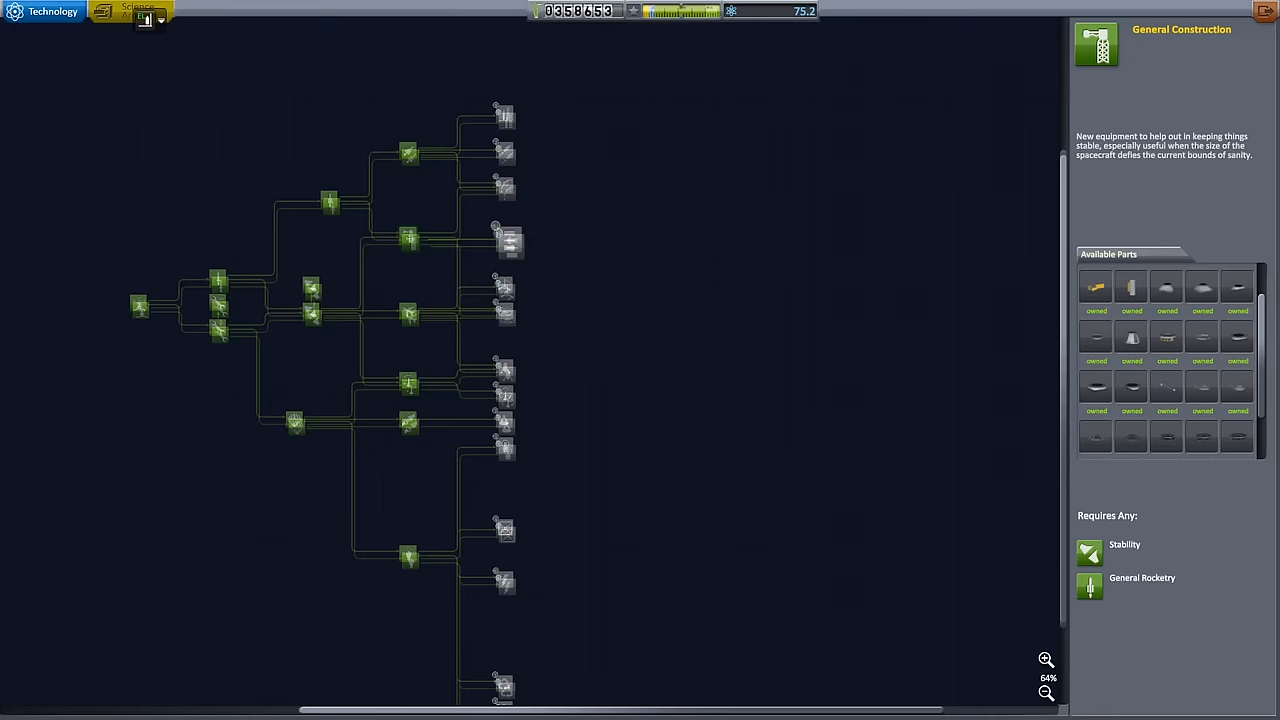 Technology
Science
0358653
75.2
General Construction
New equipment to help out in keeping things
stable, especially useful when the size of the
spacecraft defies the current bounds of sanity.
Available Parts
owned owned owned owned owned
owned owned owned owned owned
owned owned owned owned owned
Requires Any:
Stability
General Rocketry
64%